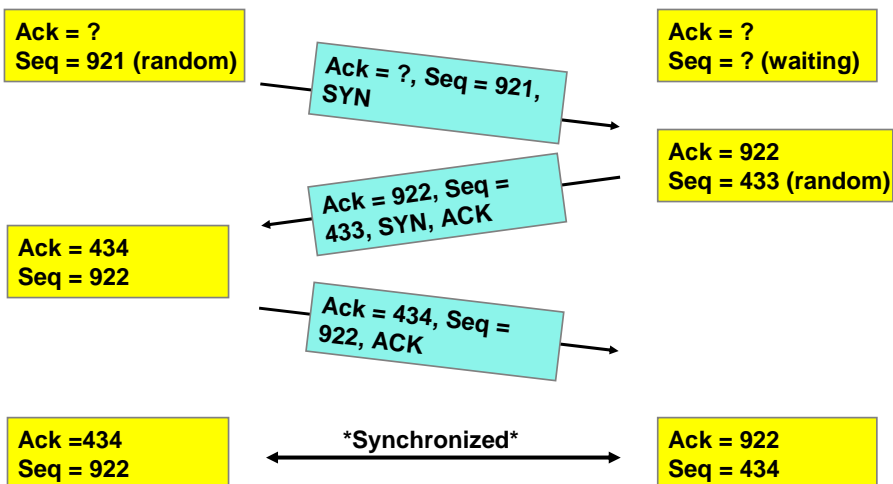 Ack = ?
Seq = 921 (random)
Ack = ?, Seq = 921,
SYN
Ack = ?
Seq = ? (waiting)
Ack = 922
Seq = 433 (random)
Ack = 922, Seq =
433, SYN, ACK
Ack = 434
Seq = 922
Ack = 434, Seq =
922, ACK
Ack =434
Seq = 922
*Synchronized*
Ack = 922
Seq = 434